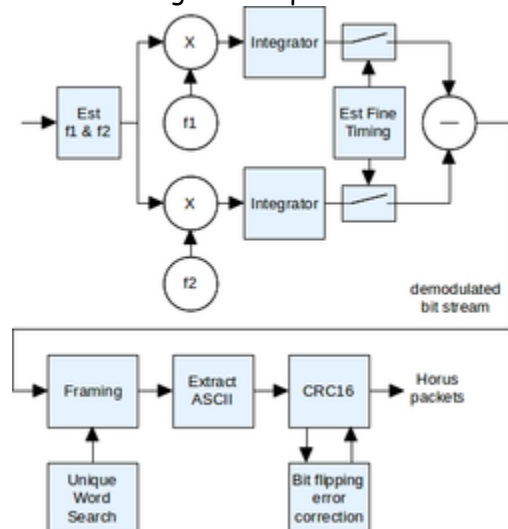 X
Integrator
Est
f1 & f2
f1
Est Fine
Timing
—
X
Integrator
f2
demodulated
bit stream
Framing
Extract
ASCII
CRC16
Horus
packets
Unique
Word
Search
Bit flipping
error
correction